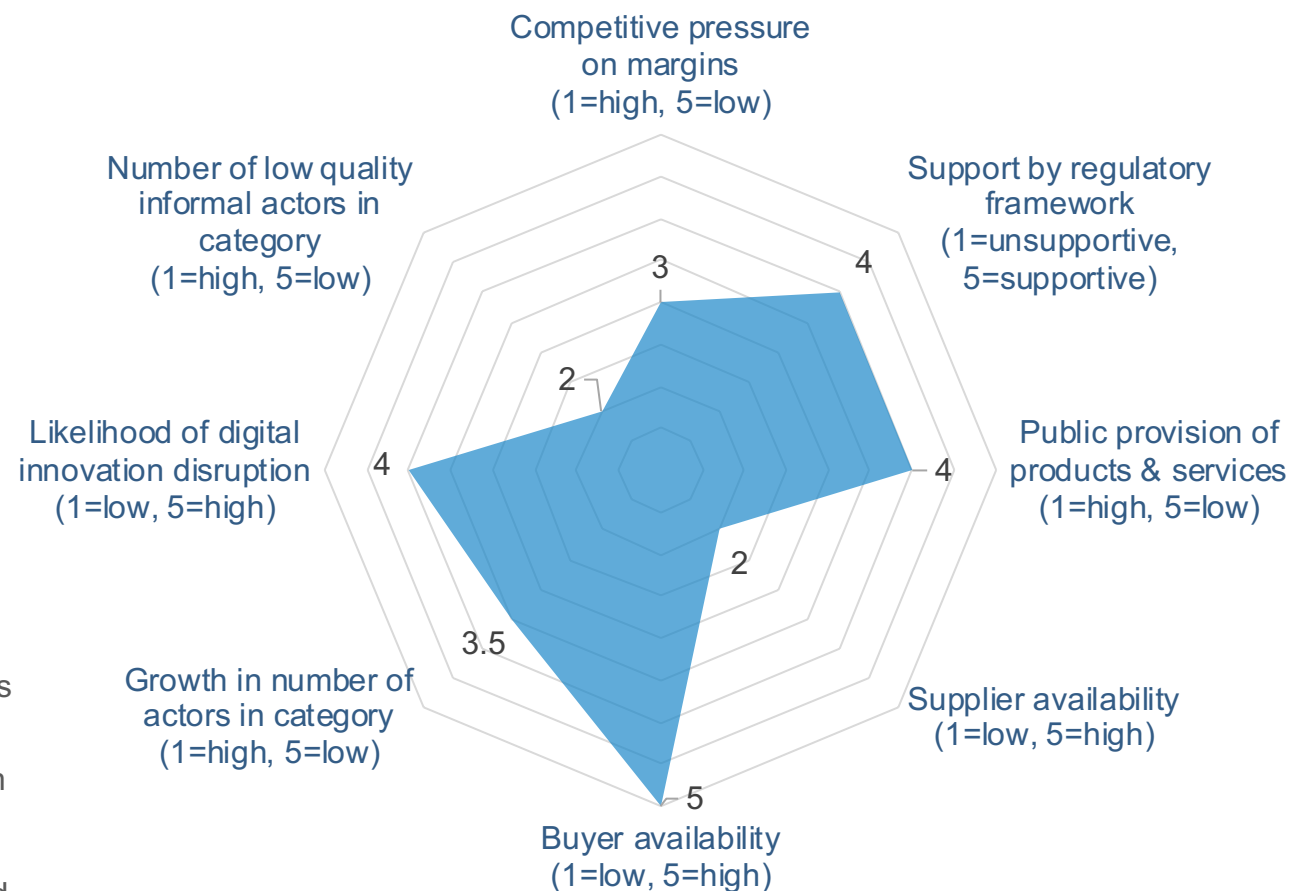 Competitive pressure
on margins
(1=high, 5=low)
Support by regulatory
framework
(1=unsupportive,
5=supportive)
Public provision of
products & services
(1=high, 5=low)
Supplier availability
(1=low, 5=high)
Buyer availability
(1=low, 5=high)
Growth in number of
actors in category
(1=high, 5=low)
Likelihood of digital
innovation disruption
(1=low, 5=high)
Number of low quality
informal actors in
category
(1=high, 5=low)
3
4
4
2
5
3.5
4
2